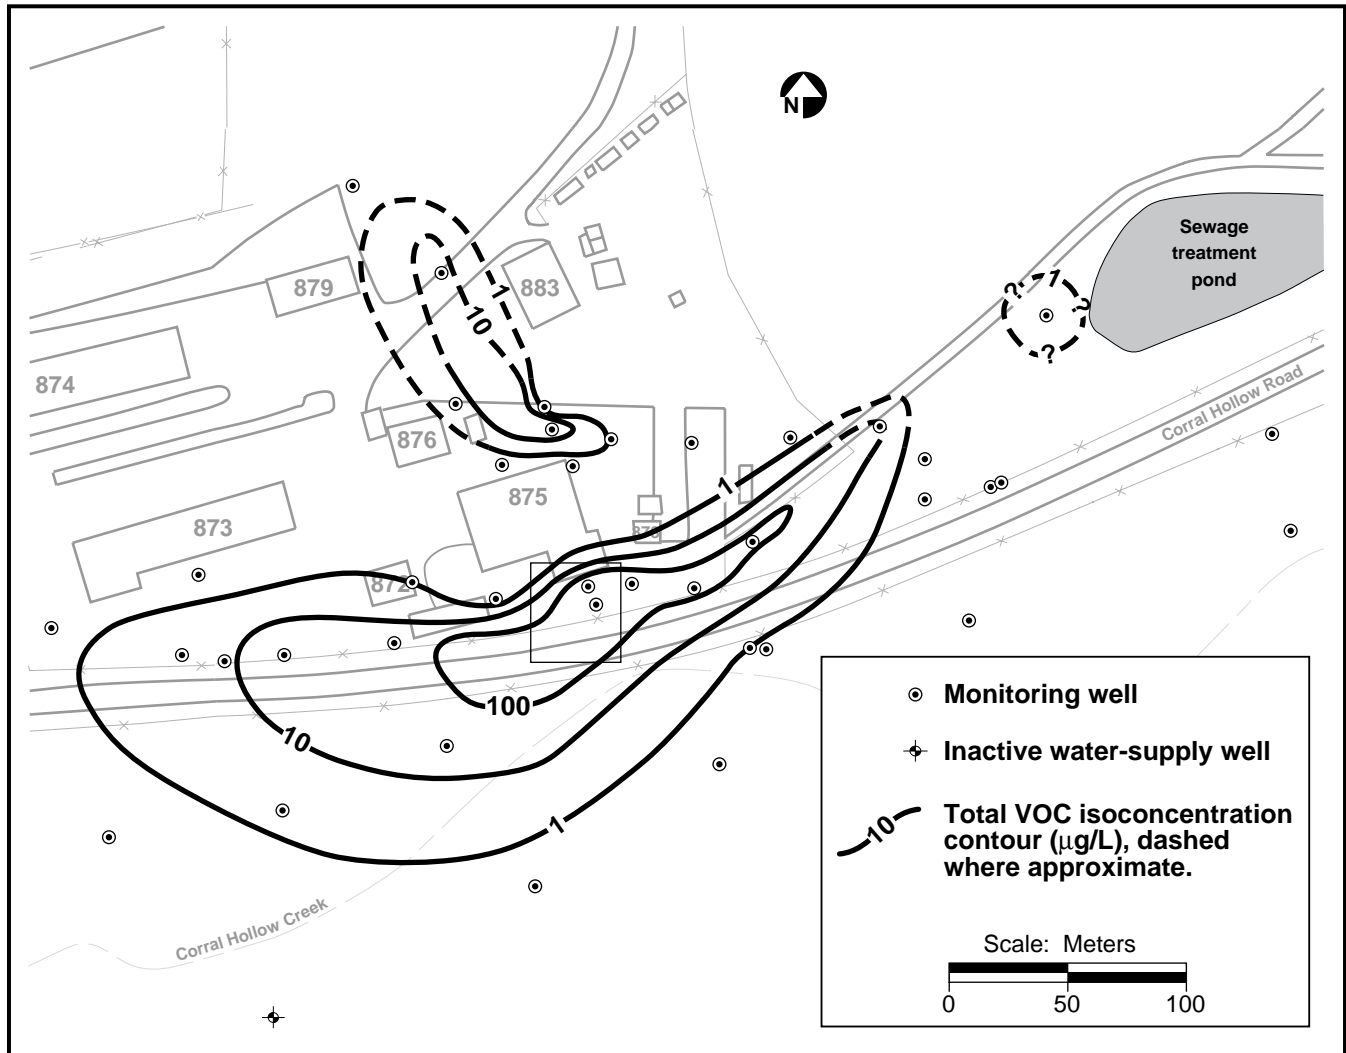 N
Sewage
treatment
pond
879
883
1
10
?
1
?
?
874
876
875
873
872
1
Corral Hollow Road
100
10
1
Corral Hollow Creek
Monitoring well
Inactive water-supply well
10
Total VOC isoconcentration
contour (μg/L), dashed
where approximate.
Scale: Meters
0 50 100